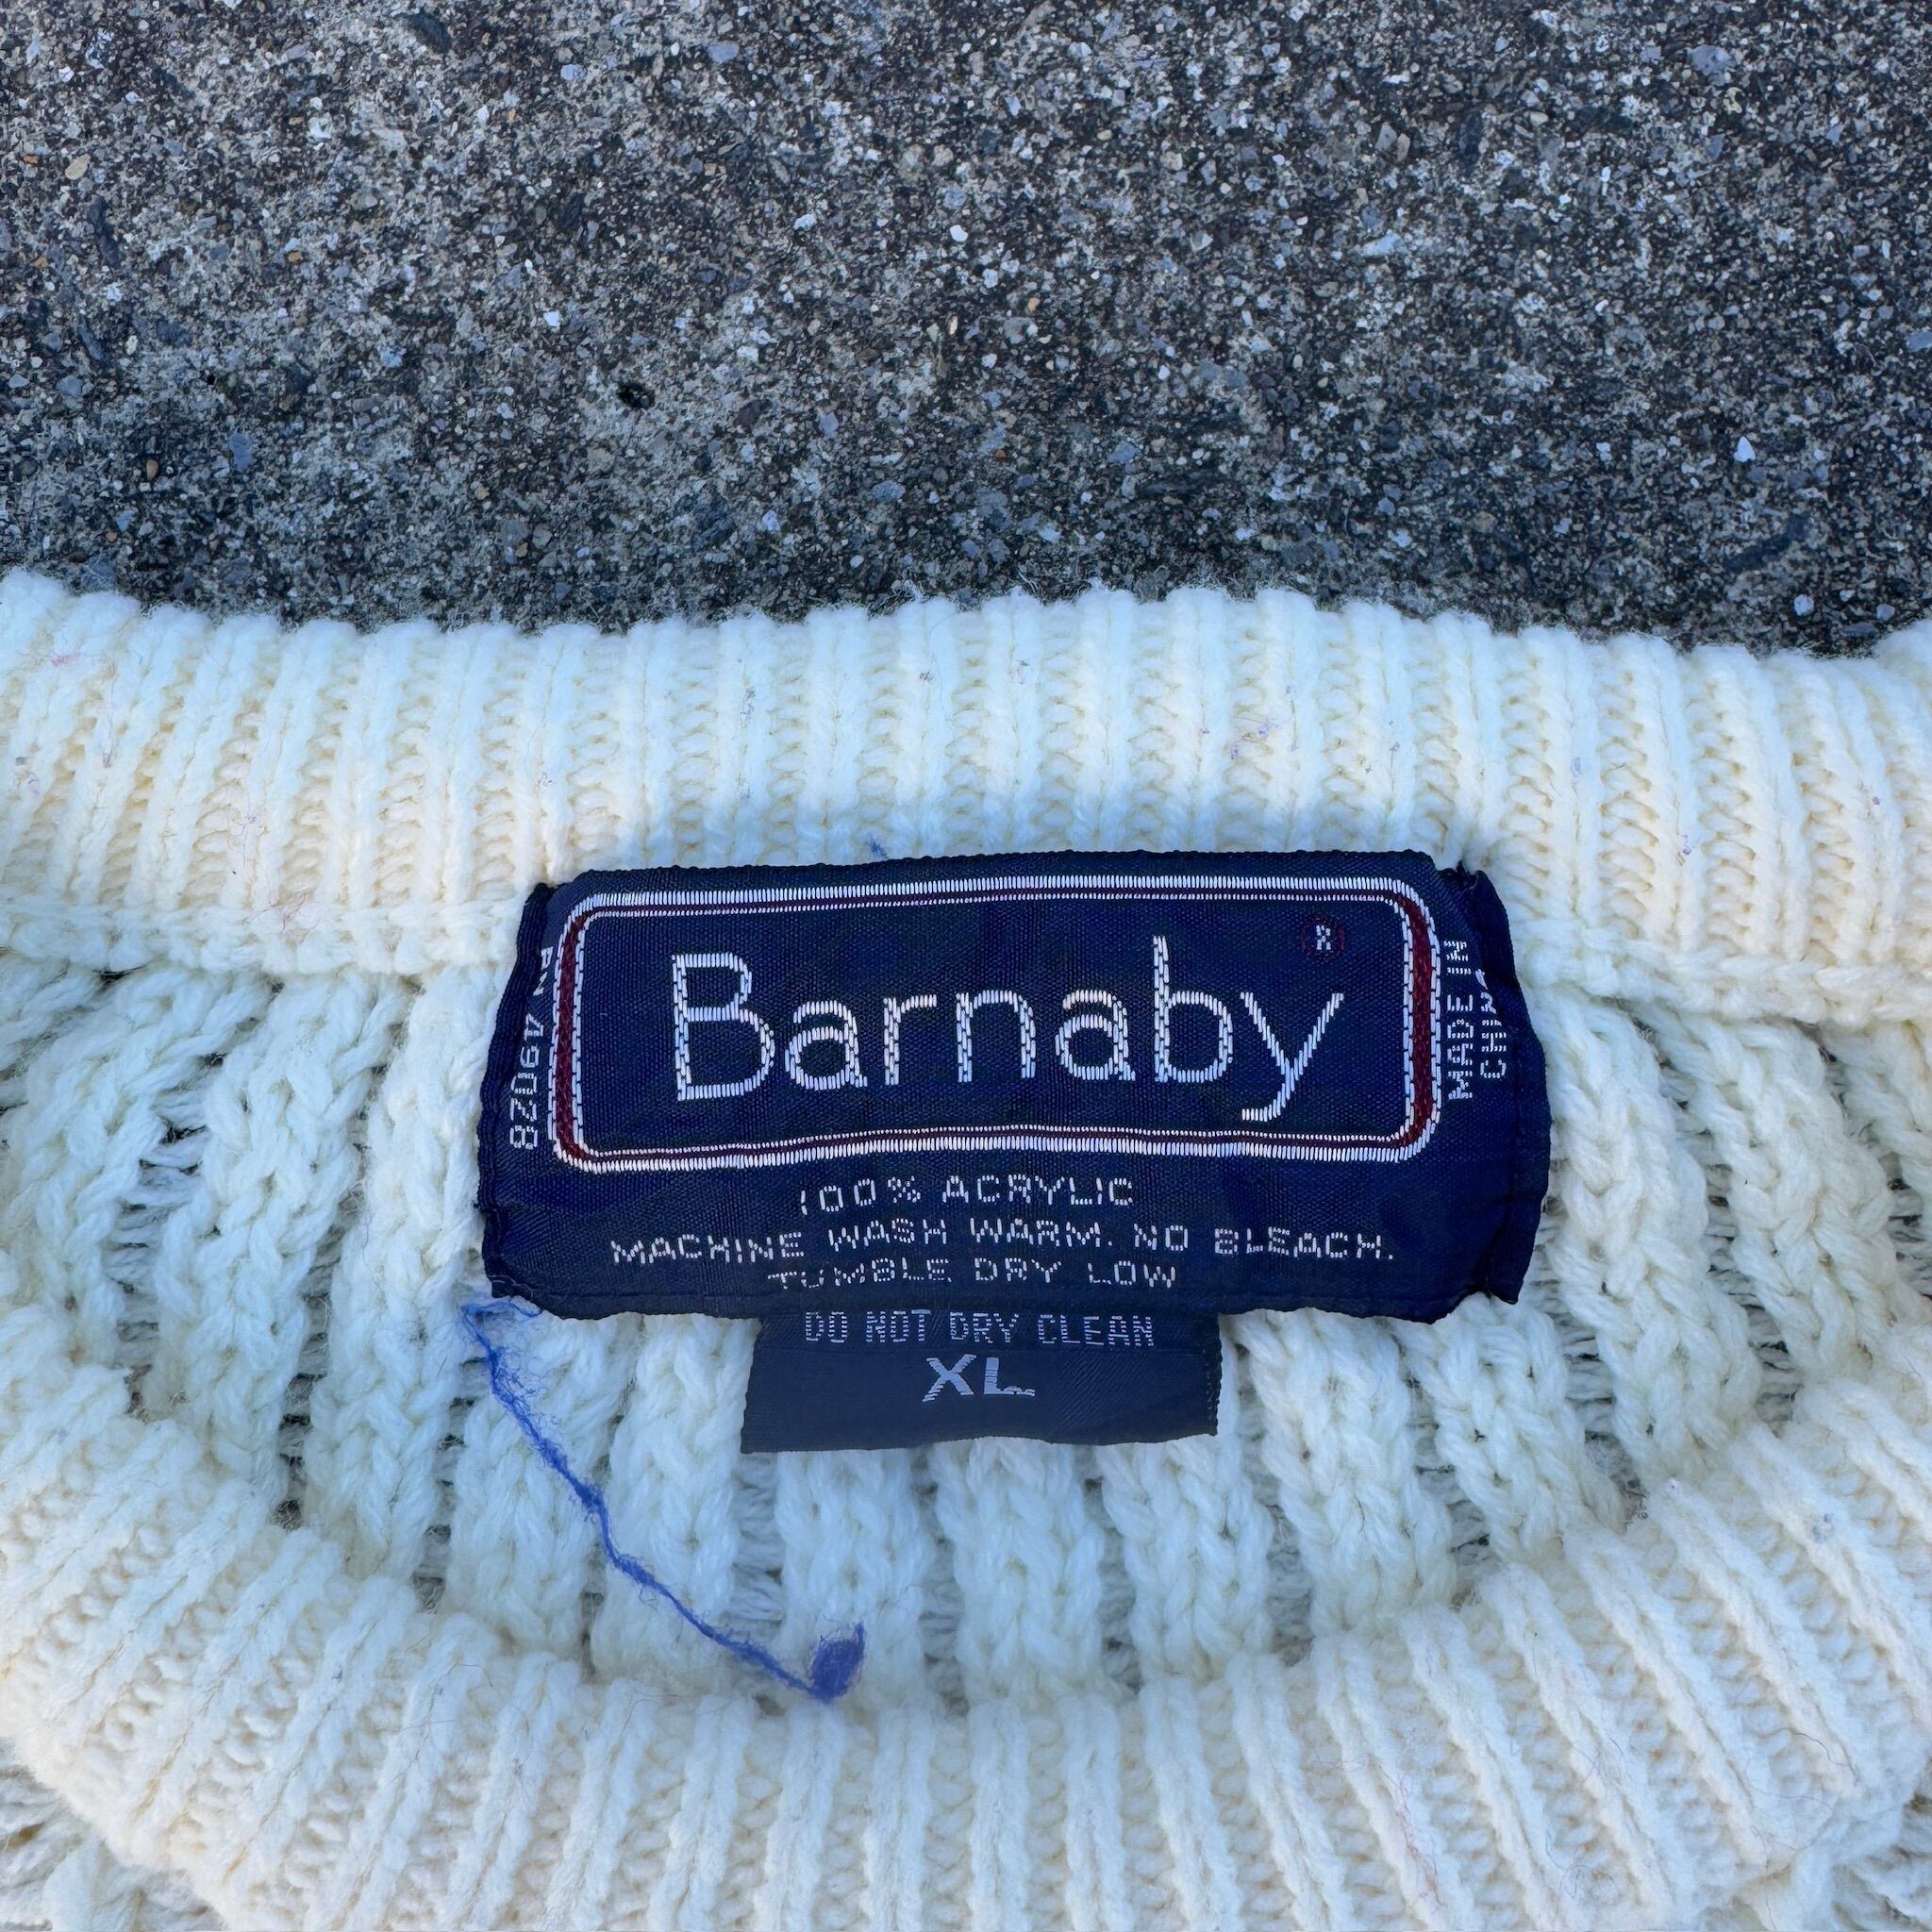 Barnaby
®
RN 49028
MADE IN
CHINA
100% ACRYLIC
MACHINE WASH WARM. NO BLEACH.
TUMBLE DRY LOW
DO NOT DRY CLEAN
XL